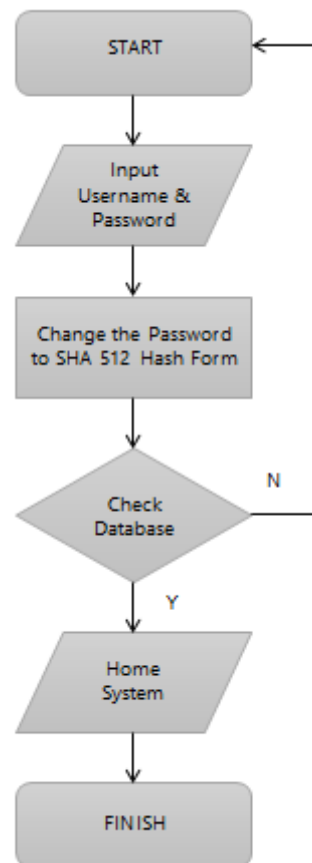 START
Input
Username &
Password
Change the Password
to SHA 512 Hash Form
Check
Database
N
Y
Home
System
FINISH